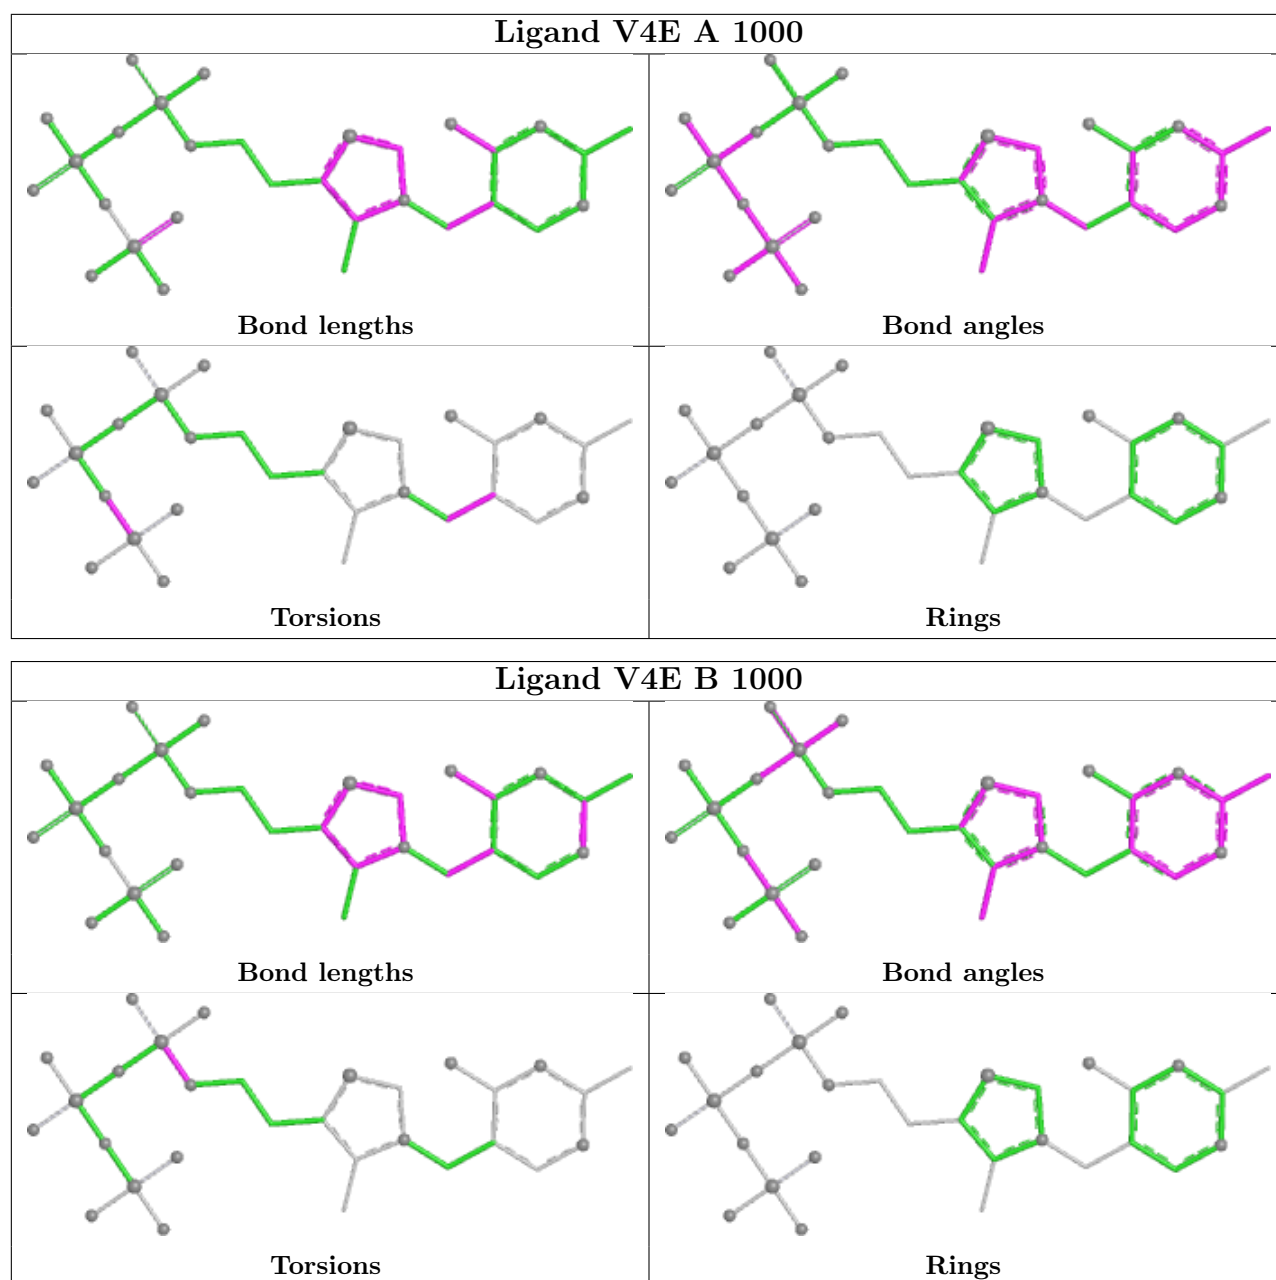 Ligand V4E A 1000
Bond lengths
Bond angles
Torsions
Rings
Ligand V4E B 1000
Bond lengths
Bond angles
Torsions
Rings